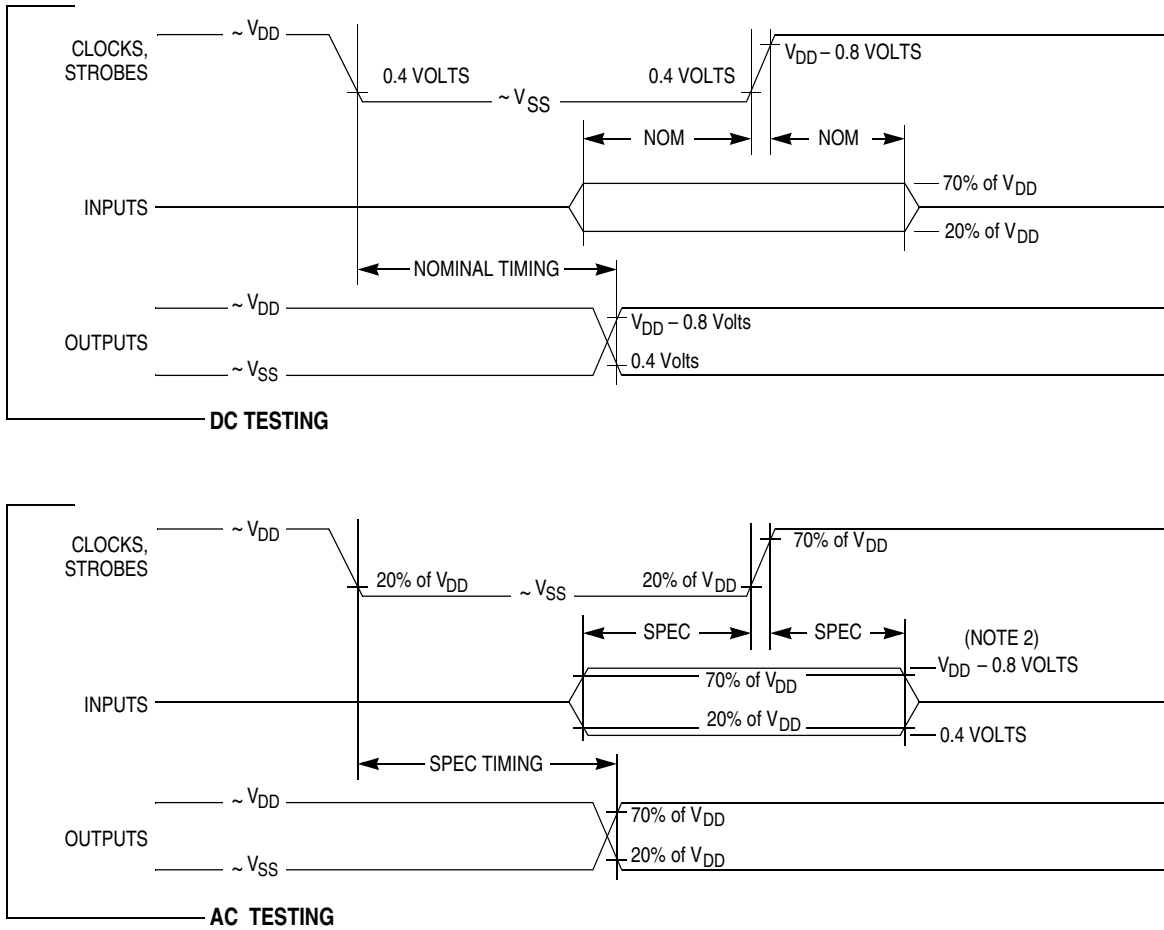 CLOCKS,
STROBES
~ VDD
0.4 VOLTS
~ VSS
0.4 VOLTS
VDD – 0.8 VOLTS
NOM
NOM
INPUTS
70% of VDD
20% of VDD
NOMINAL TIMING
OUTPUTS
~ VDD
~ VSS
VDD – 0.8 Volts
0.4 Volts
DC TESTING
CLOCKS,
STROBES
~ VDD
20% of VDD
~ VSS
20% of VDD
70% of VDD
SPEC
SPEC
(NOTE 2)
VDD – 0.8 VOLTS
INPUTS
70% of VDD
20% of VDD
0.4 VOLTS
SPEC TIMING
OUTPUTS
~ VDD
~ VSS
70% of VDD
20% of VDD
AC TESTING